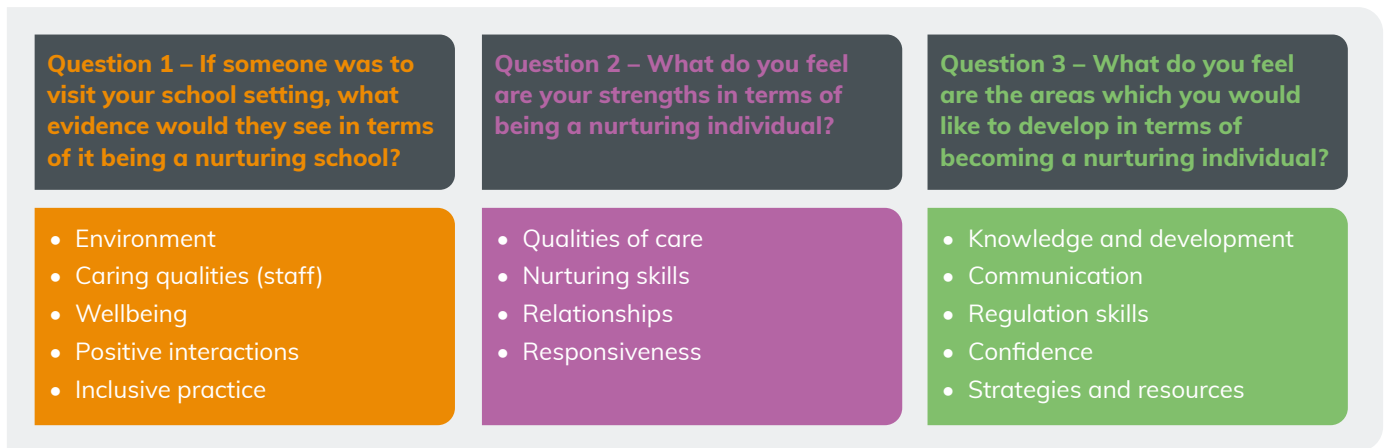 Question 1 – If someone was to
visit your school setting, what
evidence would they see in terms
of it being a nurturing school?
• Environment
• Caring qualities (staff)
• Wellbeing
• Positive interactions
• Inclusive practice
Question 2 – What do you feel
are your strengths in terms of
being a nurturing individual?
• Qualities of care
• Nurturing skills
• Relationships
• Responsiveness
Question 3 – What do you feel
are the areas which you would
like to develop in terms of
becoming a nurturing individual?
• Knowledge and development
• Communication
• Regulation skills
• Confidence
• Strategies and resources